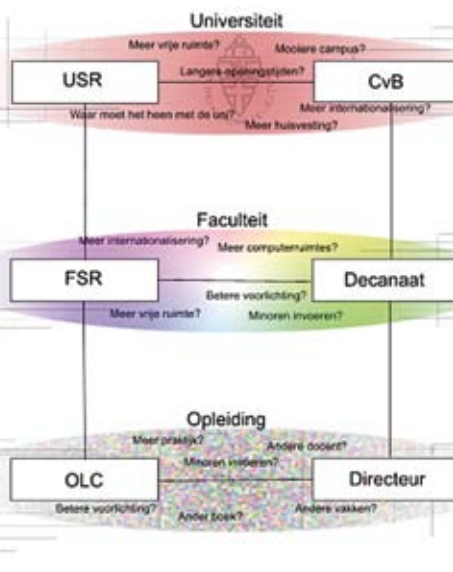 Universiteit
Meer vrije ruimte?
Mooiere campus?
USR
Langere openingstijden?
CvB
Waar moet het heen met de uni?
Meer internationalisering?
Meer huisvesting?
Faculteit
Meer internationalisering?
Meer computerruimtes?
FSR
Decanaat
Betere voorlichting?
Meer vrije ruimte?
Minoren invoeren?
Opleiding
Meer praktijk?
Andere docent?
Minoren invoeren?
OLC
Directeur
Betere voorlichting?
Ander boek?
Andere vakken?